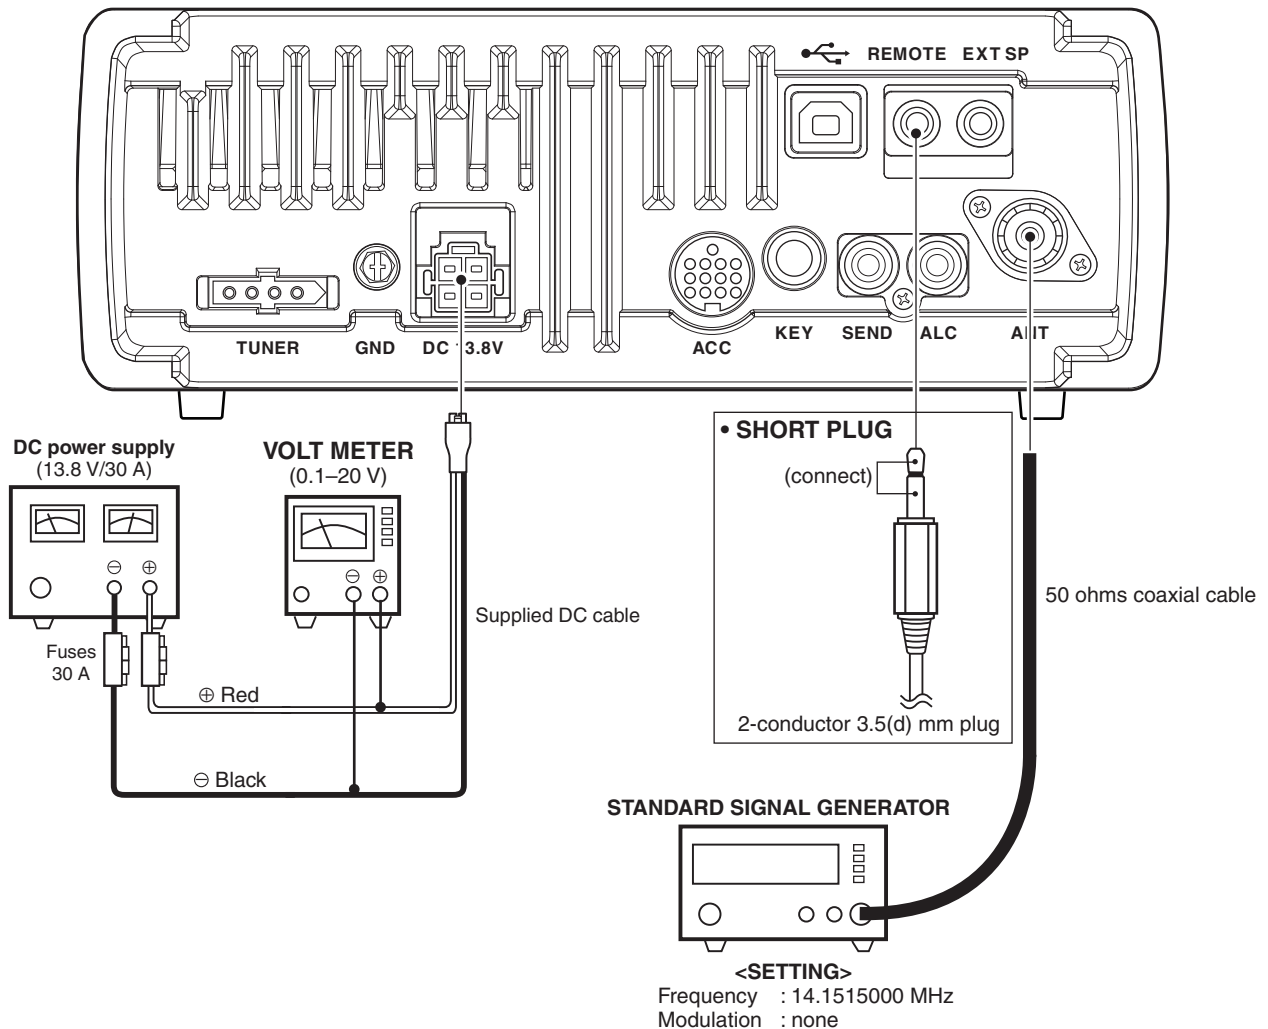 REMOTE EXT SP
TUNER
GND
DC 13.8V
ACC
KEY
SEND
ALC
ANT
DC power supply
(13.8 V/30 A)
⊖ ⊕
Fuses
30 A
VOLT METER
(0.1–20 V)
⊖ ⊕
Supplied DC cable
⊕ Red
⊖ Black
• SHORT PLUG
(connect)
2-conductor 3.5(d) mm plug
50 ohms coaxial cable
STANDARD SIGNAL GENERATOR
<SETTING>
Frequency : 14.1515000 MHz
Modulation : none